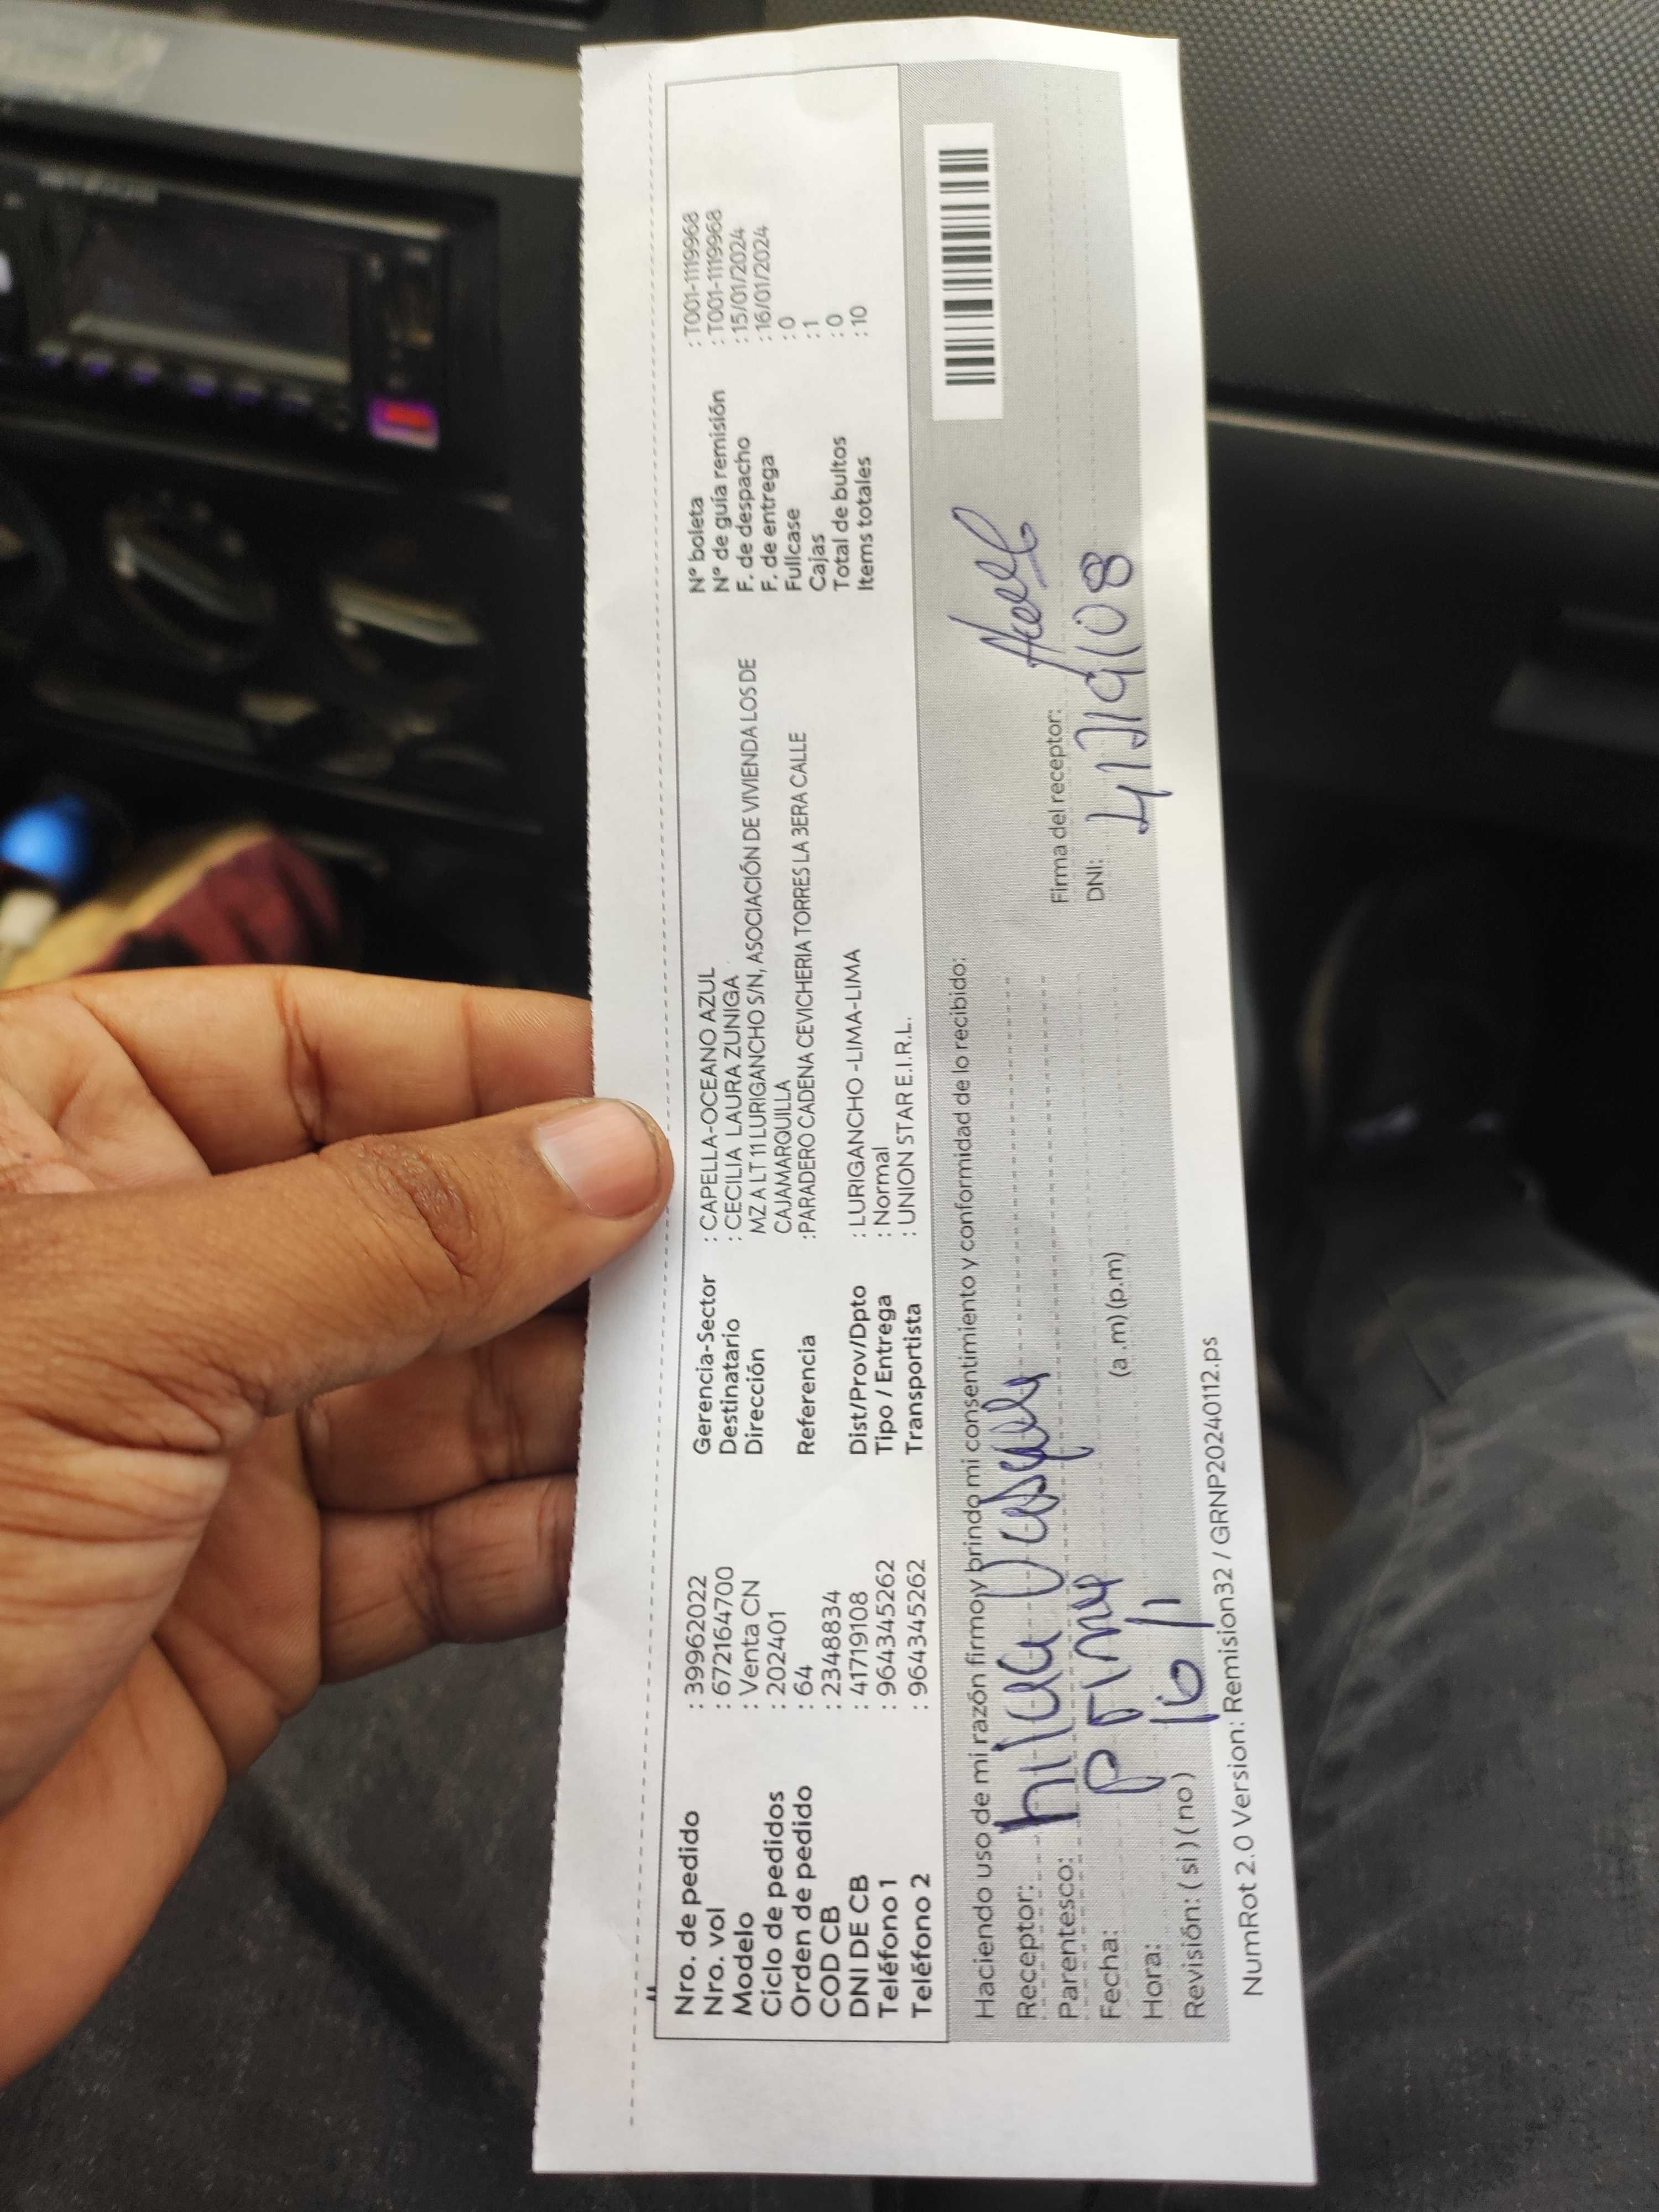 Nro. de pedido : 39962022
Nro. vol : 672164700
Modelo : Venta CN
Ciclo de pedidos : 202401
Orden de pedido : 64
COD CB : 2348834
DNI DE CB : 41719108
Teléfono 1 : 964345262
Teléfono 2 : 964345262
Gerencia-Sector : CAPELLA-OCEANO AZUL
Destinatario : CECILIA LAURA ZUNIGA
Dirección MZ A LT 11 LURIGANCHO S/N, ASOCIACIÓN DE VIVIENDA LOS DE
CAJAMARQUILLA
Referencia :PARADERO CADENA CEVICHERIA TORRES LA 3ERA CALLE
Dist/Prov/Dpto : LURIGANCHO -LIMA-LIMA
Tipo / Entrega : Normal
Transportista : UNION STAR E.I.R.L.
N° boleta : T001-1119968
N° de guía remisión : T001-1119968
F. de despacho : 15/01/2024
F. de entrega : 16/01/2024
Fullcase : 0
Cajas : 1
Total de bultos : 0
Items totales : 10
Haciendo uso de mi razón firmo y brindo mi consentimiento y conformidad de lo recibido:
Receptor:
Parentesco:
Fecha: 16/1
Hora: (a.m)(p.m)
Revisión: ( si ) ( no )
Firma del receptor:
DNI: 41719108
NumRot 2.0 Version: Remision32 / GRNP20240112.ps